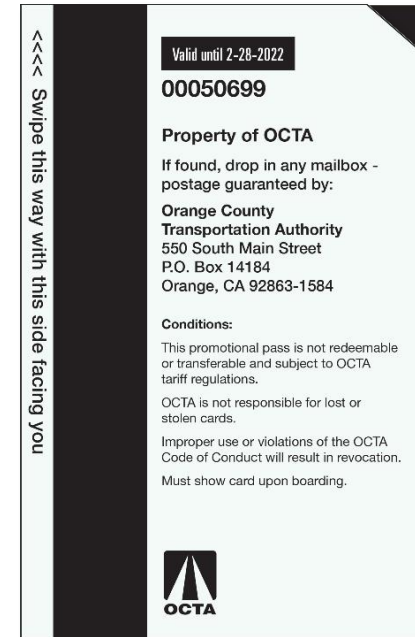 <<<< Swipe this way with this side facing you
Valid until 2-28-2022
00050699
Property of OCTA
If found, drop in any mailbox -
postage guaranteed by:
Orange County
Transportation Authority
550 South Main Street
P.O. Box 14184
Orange, CA 92863-1584
Conditions:
This promotional pass is not redeemable
or transferable and subject to OCTA
tariff regulations.
OCTA is not responsible for lost or
stolen cards.
Improper use or violations of the OCTA
Code of Conduct will result in revocation.
Must show card upon boarding.
OCTA